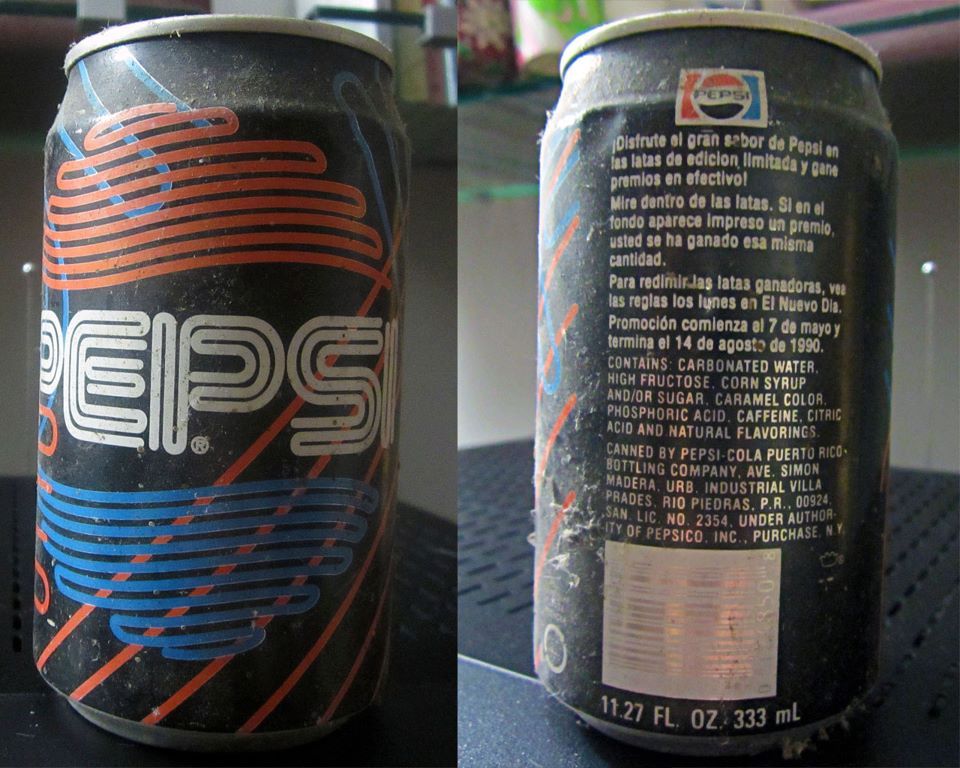 PEPSI®
PEPSI
¡Disfrute el gran sabor de Pepsi en
las latas de edicion limitada y gane
premios en efectivo!
Mire dentro de las latas. Si en el
fondo aparece impreso un premio,
usted se ha ganado esa misma
cantidad.
Para redimir las latas ganadoras, vea
las reglas los lunes en El Nuevo Dia.
Promoción comienza el 7 de mayo y
termina el 14 de agosto de 1990.
CONTAINS: CARBONATED WATER,
HIGH FRUCTOSE, CORN SYRUP
AND/OR SUGAR, CARAMEL COLOR,
PHOSPHORIC ACID, CAFFEINE, CITRIC
ACID AND NATURAL FLAVORINGS.
CANNED BY PEPSI-COLA PUERTO RICO
BOTTLING COMPANY, AVE. SIMON
MADERA, URB. INDUSTRIAL VILLA
PRADES, RIO PIEDRAS, P.R., 00924,
SAN. LIC. NO. 2354, UNDER AUTHOR-
ITY OF PEPSICO, INC., PURCHASE, N.Y.
11.27 FL. OZ. 333 mL